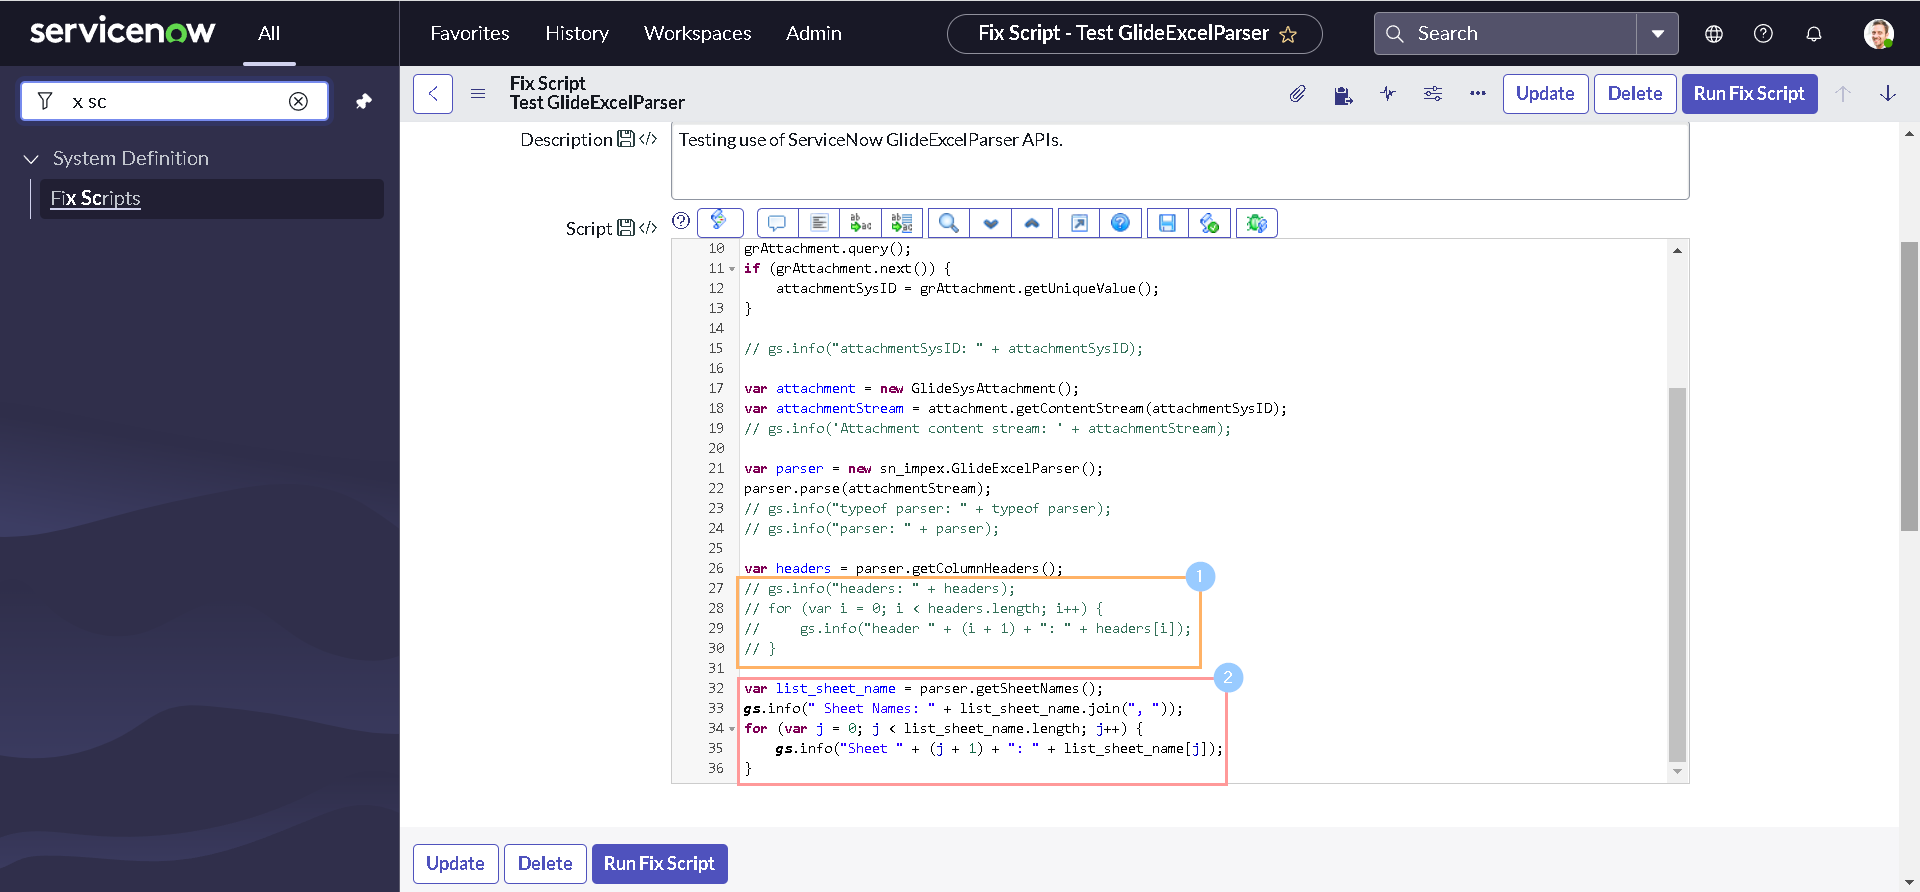 servicenow
All
Favorites
History
Workspaces
Admin
Fix Script - Test GlideExcelParser
Search
x sc
System Definition
Fix Scripts
Fix Script
Test GlideExcelParser
Update
Delete
Run Fix Script
Description
Testing use of ServiceNow GlideExcelParser APIs.
Script
10 grAttachment.query();
11 if (grAttachment.next()) {
12     attachmentSysID = grAttachment.getUniqueValue();
13 }
14
15 // gs.info("attachmentSysID: " + attachmentSysID);
16
17 var attachment = new GlideSysAttachment();
18 var attachmentStream = attachment.getContentStream(attachmentSysID);
19 // gs.info('Attachment content stream: ' + attachmentStream);
20
21 var parser = new sn_impex.GlideExcelParser();
22 parser.parse(attachmentStream);
23 // gs.info("typeof parser: " + typeof parser);
24 // gs.info("parser: " + parser);
25
26 var headers = parser.getColumnHeaders();
1
27 // gs.info("headers: " + headers);
28 // for (var i = 0; i < headers.length; i++) {
29 //     gs.info("header " + (i + 1) + ": " + headers[i]);
30 // }
31
2
32 var list_sheet_name = parser.getSheetNames();
33 gs.info(" Sheet Names: " + list_sheet_name.join(", "));
34 for (var j = 0; j < list_sheet_name.length; j++) {
35     gs.info("Sheet " + (j + 1) + ": " + list_sheet_name[j]);
36 }
Update
Delete
Run Fix Script